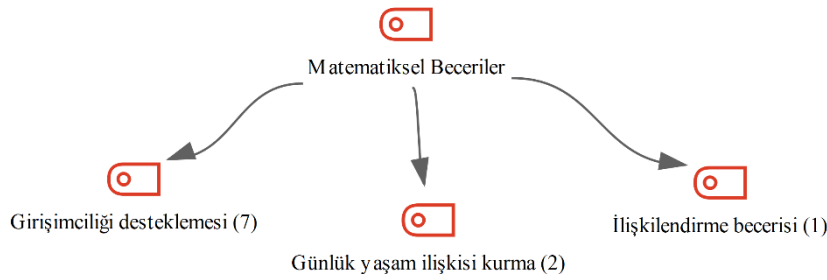 Matematiksel Beceriler
Girişimciliği desteklemesi (7)
Günlük yaşam ilişkisi kurma (2)
İlişkilendirme becerisi (1)